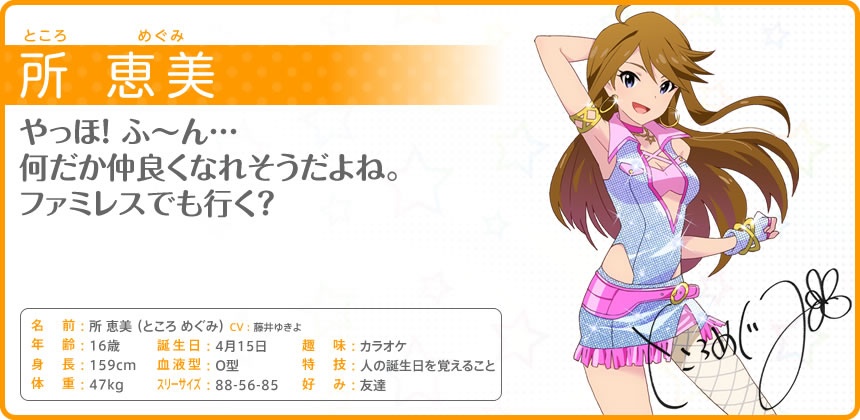 ところ めぐみ
所 恵美
やっほ! ふ〜ん…
何だか仲良くなれそうだよね。
ファミレスでも行く?
名 前 : 所 恵美 (ところ めぐみ) CV : 藤井ゆきよ
年 齢 : 16歳 誕生日 : 4月15日 趣 味 : カラオケ
身 長 : 159cm 血液型 : O型 特 技 : 人の誕生日を覚えること
体 重 : 47kg スリーサイズ : 88-56-85 好 み : 友達
ところめぐみ